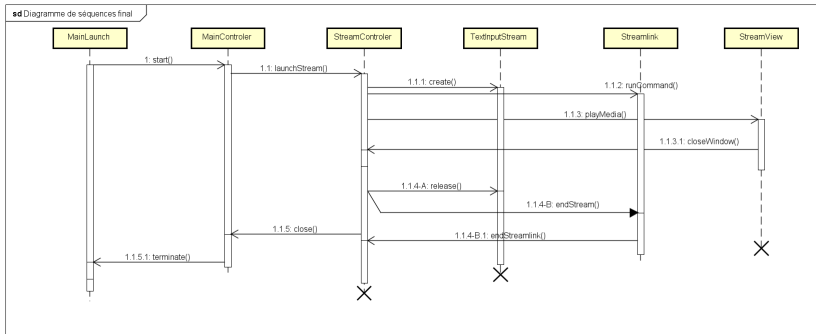 sd Diagramme de séquences final
MainLaunch
MainControler
StreamControler
TextInputStream
Streamlink
StreamView
1: start()
1.1: launchStream()
1.1.1: create()
1.1.2: runCommand()
1.1.3: playMedia()
1.1.3.1: closeWindow()
1.1.4-A: release()
1.1.4-B: endStream()
1.1.5: close()
1.1.4-B.1: endStreamlink()
1.1.5.1: terminate()